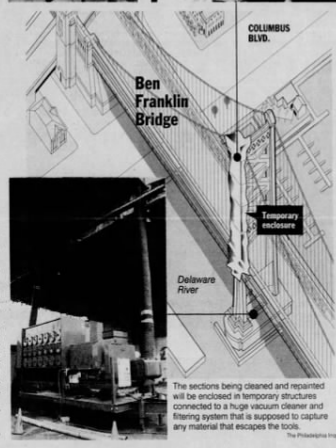 COLUMBUS
BLVD.
Ben
Franklin
Bridge
Temporary
enclosure
Delaware
River
The sections being cleaned and repainted
will be enclosed in temporary structures
connected to a huge vacuum cleaner and
filtering system that is supposed to capture
any material that escapes the tools.
The Philadelphia